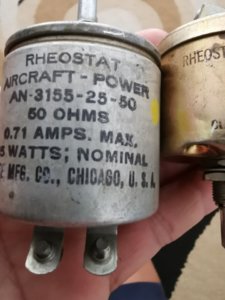 RHEOSTAT
AIRCRAFT - POWER
AN-3155-25-50
50 OHMS
0.71 AMPS. MAX.
WATTS; NOMINAL
MFG. CO., CHICAGO, U. S. A.
RHEOST